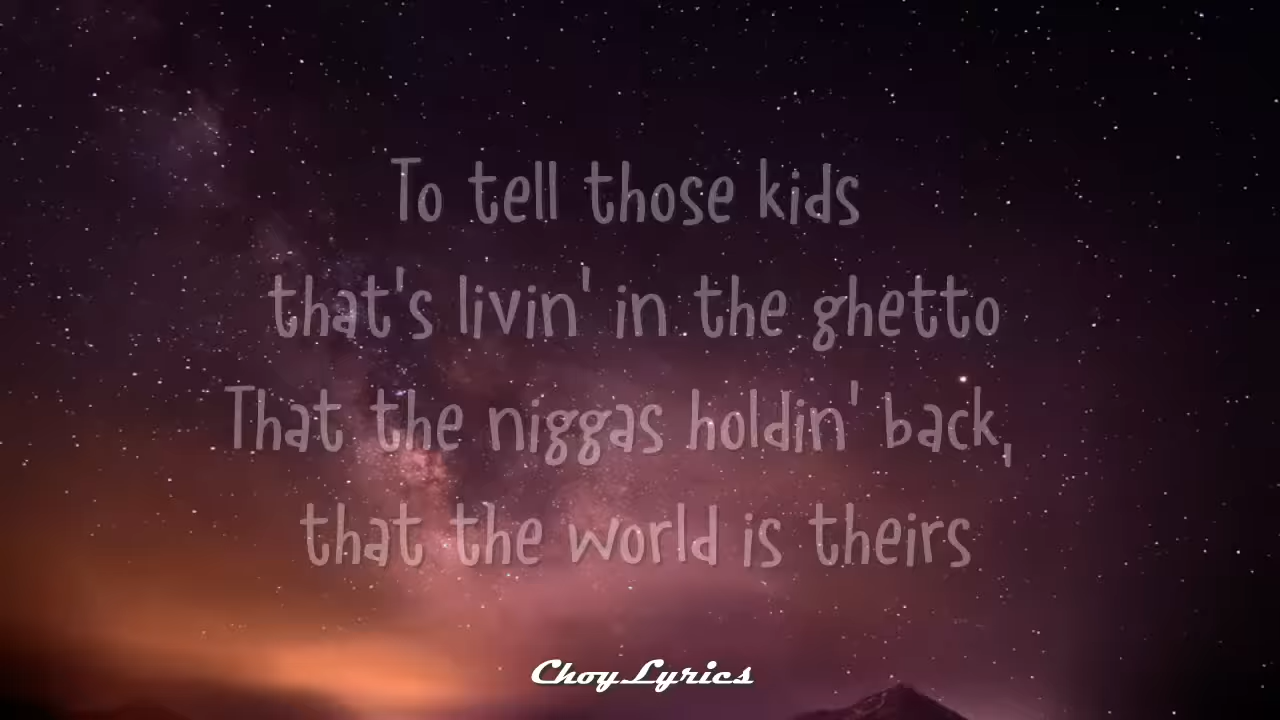 To tell those kids
that's livin' in the ghetto
That the niggas holdin' back,
that the world is theirs
ChoyLyrics